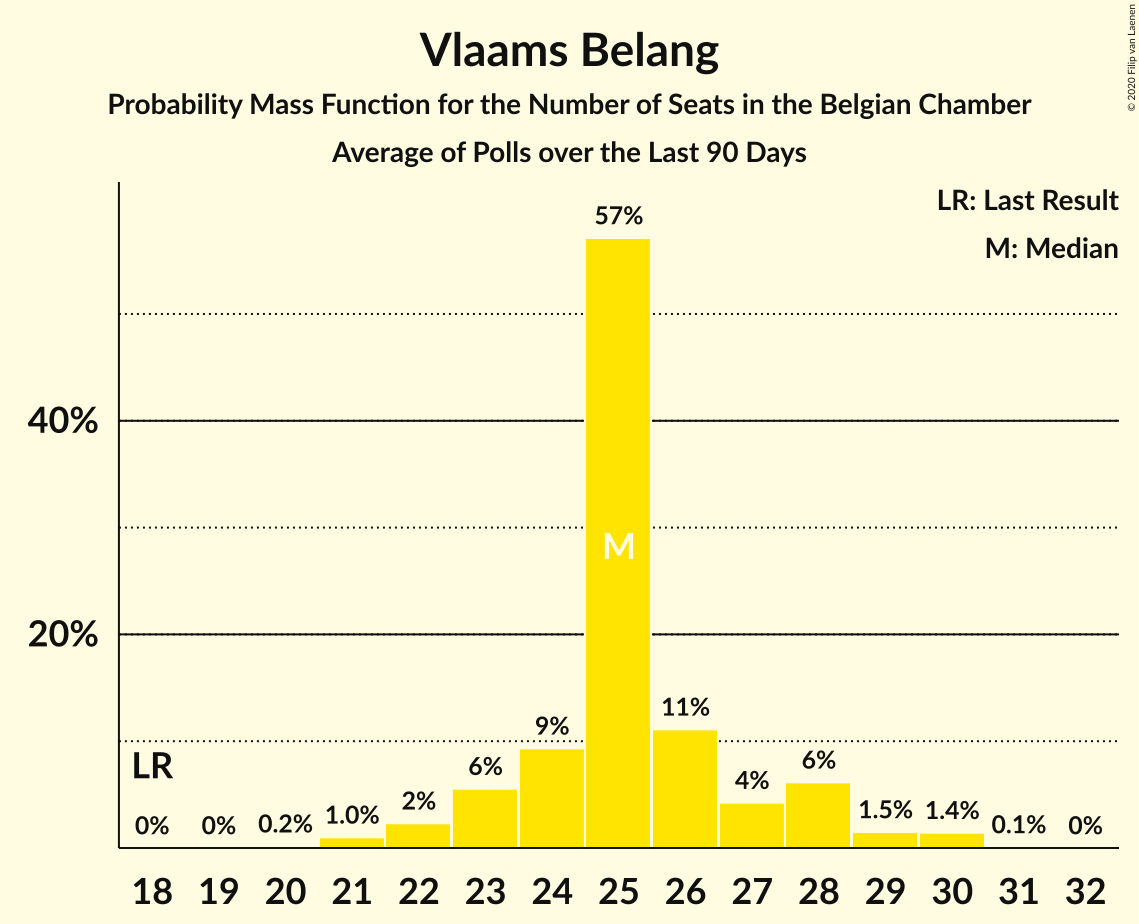 Vlaams Belang
Probability Mass Function for the Number of Seats in the Belgian Chamber
Average of Polls over the Last 90 Days
© 2020 Filip van Laenen
LR: Last Result
M: Median
57%
40%
M
20%
11%
9%
LR
6%
4%
6%
2%
1.0%
1.5%
1.4%
0%
0%
0.2%
0.1%
0%
18 19 20 21 22 23 24 25 26 27 28 29 30 31 32